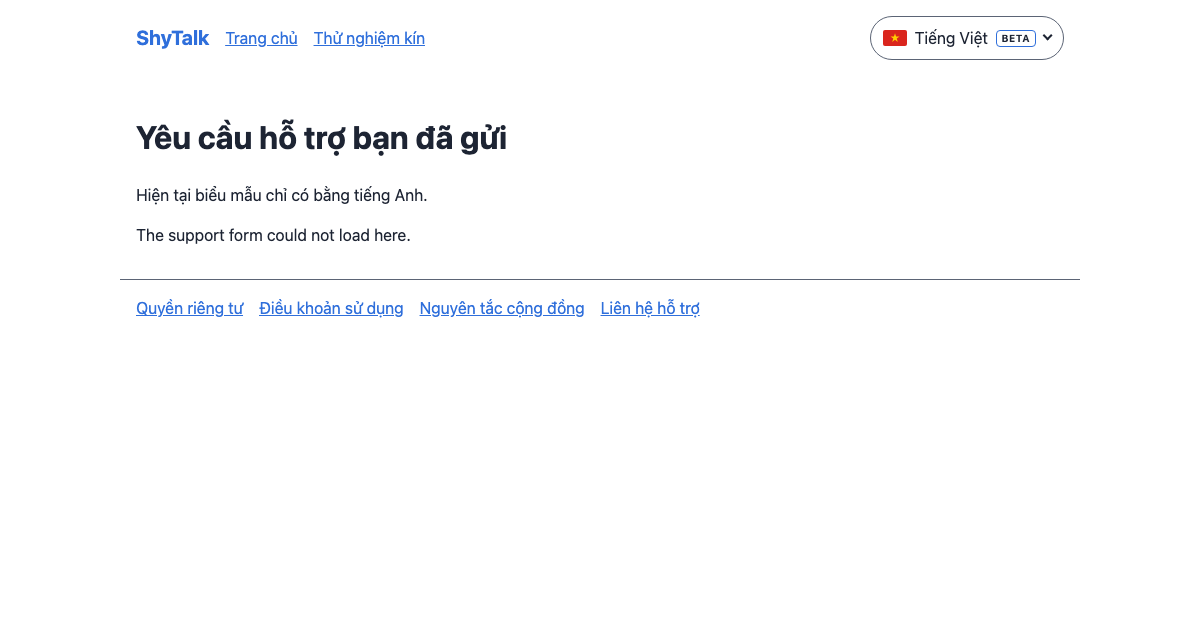 ShyTalk Trang chủ Thử nghiệm kín Tiếng Việt BETA
Yêu cầu hỗ trợ bạn đã gửi
Hiện tại biểu mẫu chỉ có bằng tiếng Anh.
The support form could not load here.
Quyền riêng tư Điều khoản sử dụng Nguyên tắc cộng đồng Liên hệ hỗ trợ